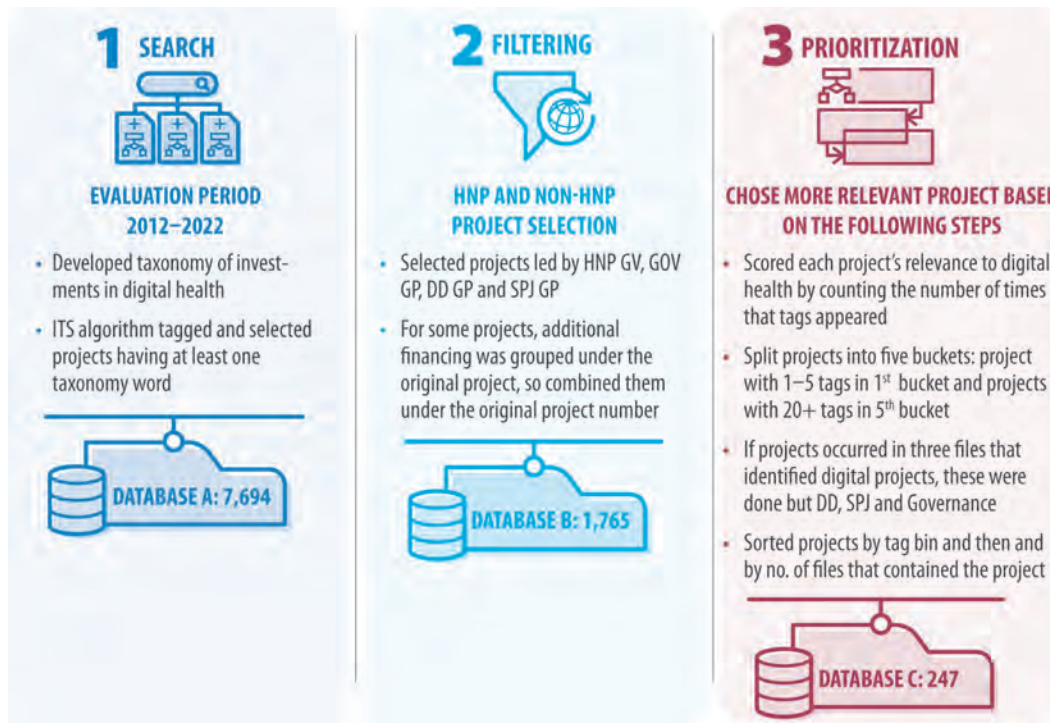 1 SEARCH
EVALUATION PERIOD
2012–2022
• Developed taxonomy of invest-
ments in digital health
• ITS algorithm tagged and selected
projects having at least one
taxonomy word
DATABASE A: 7,694
2 FILTERING
HNP AND NON-HNP
PROJECT SELECTION
• Selected projects led by HNP GV, GOV
GP, DD GP and SPJ GP
• For some projects, additional
financing was grouped under the
original project, so combined them
under the original project number
DATABASE B: 1,765
3 PRIORITIZATION
CHOSE MORE RELEVANT PROJECT BASE
ON THE FOLLOWING STEPS
• Scored each project's relevance to digital
health by counting the number of times
that tags appeared
• Split projects into five buckets: project
with 1–5 tags in 1st bucket and projects
with 20+ tags in 5th bucket
• If projects occurred in three files that
identified digital projects, these were
done but DD, SPJ and Governance
• Sorted projects by tag bin and then and
by no. of files that contained the project
DATABASE C: 247